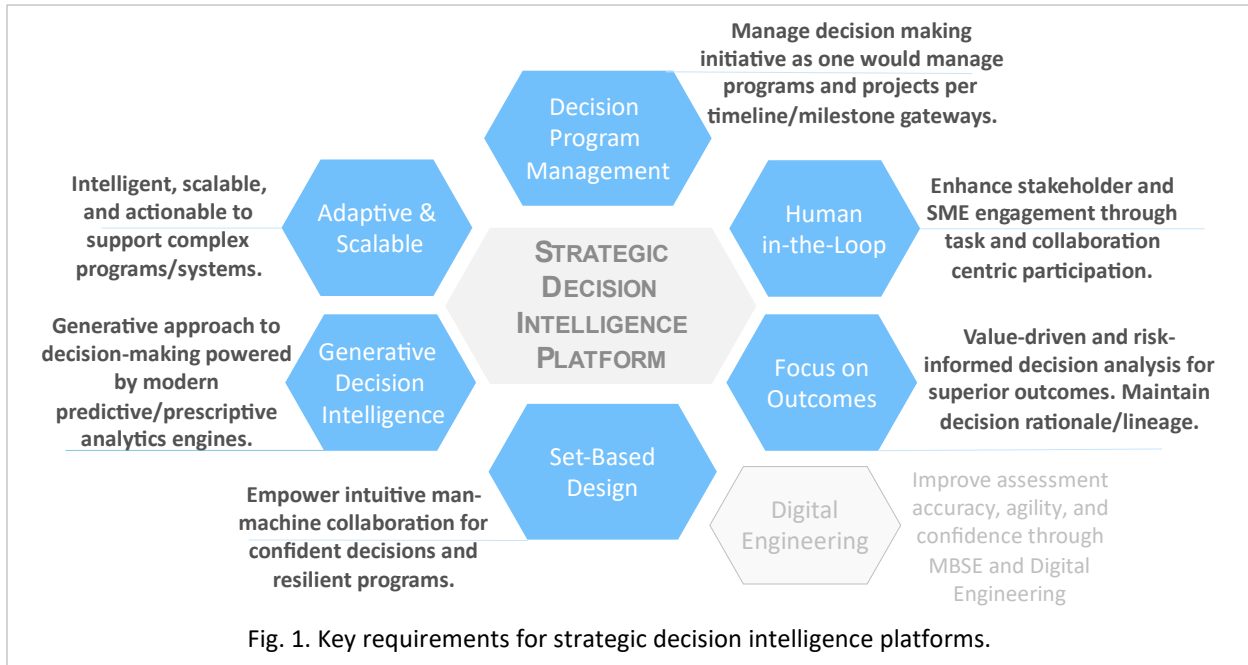 Manage decision making
initiative as one would manage
programs and projects per
timeline/milestone gateways.
Decision
Program
Management
Intelligent, scalable,
and actionable to
support complex
programs/systems.
Adaptive &
Scalable
Human
in-the-Loop
Enhance stakeholder and
SME engagement through
task and collaboration
centric participation.
STRATEGIC
DECISION
INTELLIGENCE
PLATFORM
Generative approach to
decision-making powered
by modern
predictive/prescriptive
analytics engines.
Generative
Decision
Intelligence
Focus on
Outcomes
Value-driven and risk-
informed decision analysis for
superior outcomes. Maintain
decision rationale/lineage.
Set-Based
Design
Empower intuitive man-
machine collaboration for
confident decisions and
resilient programs.
Digital
Engineering
Improve assessment
accuracy, agility, and
confidence through
MBSE and Digital
Engineering
Fig. 1. Key requirements for strategic decision intelligence platforms.